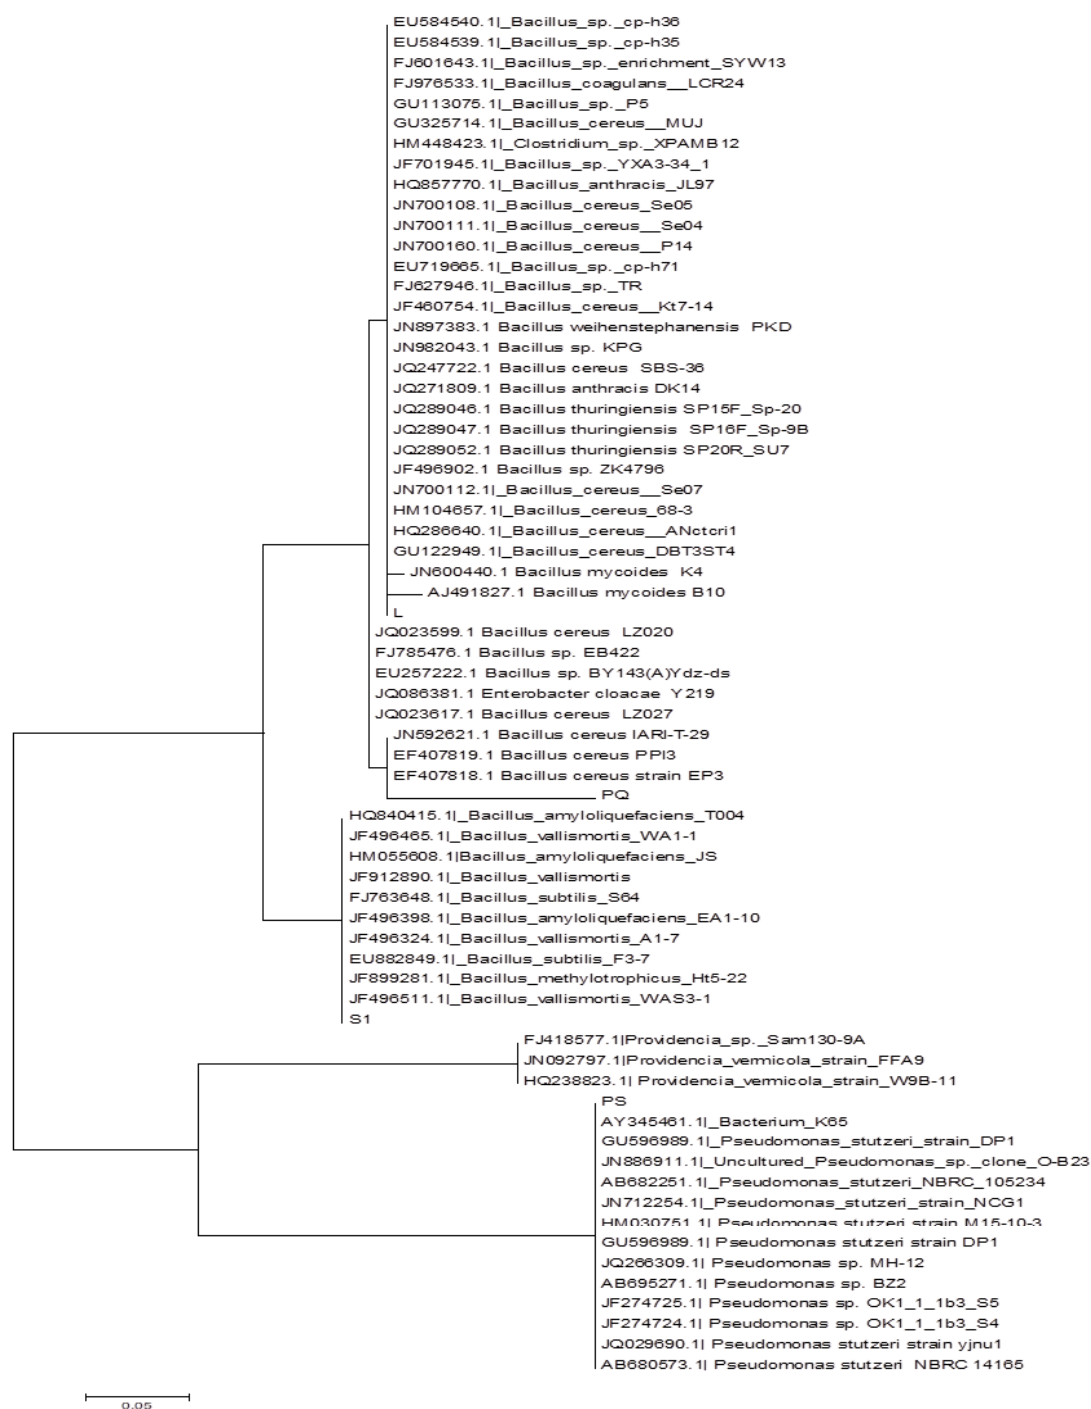 EU584540.1|_Bacillus_sp._cp-h36
EU584539.1|_Bacillus_sp._cp-h35
FJ601643.1|_Bacillus_sp._enrichment_SYW13
FJ976533.1|_Bacillus_coagulans__LCR24
GU113075.1|_Bacillus_sp._P5
GU325714.1|_Bacillus_cereus__MUJ
HM448423.1|_Clostridium_sp._XPAMB12
JF701945.1|_Bacillus_sp._YXA3-34_1
HQ857770.1|_Bacillus_anthracis_JL97
JN700108.1|_Bacillus_cereus_Se05
JN700111.1|_Bacillus_cereus__Se04
JN700160.1|_Bacillus_cereus__P14
EU719665.1|_Bacillus_sp._cp-h71
FJ627946.1|_Bacillus_sp._TR
JF460754.1|_Bacillus_cereus__Kt7-14
JN897383.1 Bacillus weihenstephanensis PKD
JN982043.1 Bacillus sp. KPG
JQ247722.1 Bacillus cereus SBS-36
JQ271809.1 Bacillus anthracis DK14
JQ289046.1 Bacillus thuringiensis SP15F_Sp-20
JQ289047.1 Bacillus thuringiensis SP16F_Sp-9B
JQ289052.1 Bacillus thuringiensis SP20R_SU7
JF496902.1 Bacillus sp. ZK4796
JN700112.1|_Bacillus_cereus__Se07
HM104657.1|_Bacillus_cereus_68-3
HQ286640.1|_Bacillus_cereus__ANctcri1
GU122949.1|_Bacillus_cereus_DBT3ST4
JN600440.1 Bacillus mycoides K4
AJ491827.1 Bacillus mycoides B10
L
JQ023599.1 Bacillus cereus LZ020
FJ785476.1 Bacillus sp. EB422
EU257222.1 Bacillus sp. BY143(A)Ydz-ds
JQ086381.1 Enterobacter cloacae Y219
JQ023617.1 Bacillus cereus LZ027
JN592621.1 Bacillus cereus IARI-T-29
EF407819.1 Bacillus cereus PPI3
EF407818.1 Bacillus cereus strain EP3
PQ
HQ840415.1|_Bacillus_amyloliquefaciens_T004
JF496465.1|_Bacillus_vallismortis_WA1-1
HM055608.1|Bacillus_amyloliquefaciens_JS
JF912890.1|_Bacillus_vallismortis
FJ763648.1|_Bacillus_subtilis_S64
JF496398.1|_Bacillus_amyloliquefaciens_EA1-10
JF496324.1|_Bacillus_vallismortis_A1-7
EU882849.1|_Bacillus_subtilis_F3-7
JF899281.1|_Bacillus_methylotrophicus_Ht5-22
JF496511.1|_Bacillus_vallismortis_WAS3-1
S1
FJ418577.1|Providencia_sp._Sam130-9A
JN092797.1|Providencia_vermicola_strain_FFA9
HQ238823.1| Providencia_vermicola_strain_W9B-11
PS
AY345461.1|_Bacterium_K65
GU596989.1|_Pseudomonas_stutzeri_strain_DP1
JN886911.1|_Uncultured_Pseudomonas_sp._clone_O-B23
AB682251.1|_Pseudomonas_stutzeri_NBRC_105234
JN712254.1|_Pseudomonas_stutzeri_strain_NCG1
HM030751.1| Pseudomonas stutzeri strain M15-10-3
GU596989.1| Pseudomonas stutzeri strain DP1
JQ266309.1| Pseudomonas sp. MH-12
AB695271.1| Pseudomonas sp. BZ2
JF274725.1| Pseudomonas sp. OK1_1_1b3_S5
JF274724.1| Pseudomonas sp. OK1_1_1b3_S4
JQ029690.1| Pseudomonas stutzeri strain yjnu1
AB680573.1| Pseudomonas stutzeri NBRC 14165
0.05